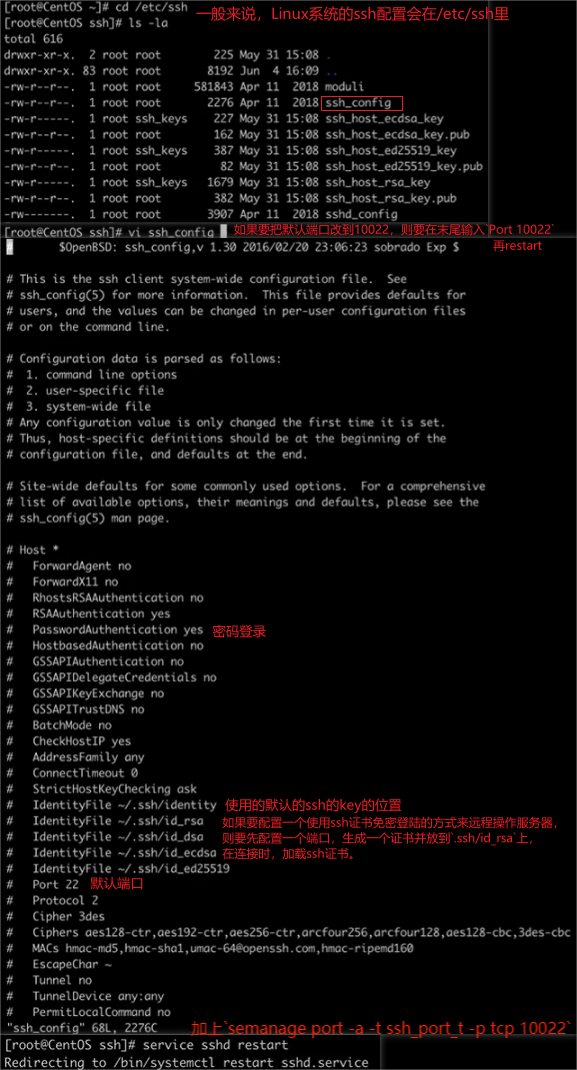 [root@CentOS ~]# cd /etc/ssh 一般来说，Linux系统的ssh配置会在/etc/ssh里
[root@CentOS ssh]# ls -la
total 616
drwxr-xr-x.  2 root root        225 May 31 15:08 .
drwxr-xr-x. 83 root root       8192 Jun  4 16:09 ..
-rw-r--r--.  1 root root     581843 Apr 11  2018 moduli
-rw-r--r--.  1 root root       2276 Apr 11  2018 ssh_config
-rw-r-----.  1 root ssh_keys    227 May 31 15:08 ssh_host_ecdsa_key
-rw-r--r--.  1 root root        162 May 31 15:08 ssh_host_ecdsa_key.pub
-rw-r-----.  1 root ssh_keys    387 May 31 15:08 ssh_host_ed25519_key
-rw-r--r--.  1 root root         82 May 31 15:08 ssh_host_ed25519_key.pub
-rw-r-----.  1 root ssh_keys   1679 May 31 15:08 ssh_host_rsa_key
-rw-r--r--.  1 root root        382 May 31 15:08 ssh_host_rsa_key.pub
-rw-------.  1 root root       3907 Apr 11  2018 sshd_config
[root@CentOS ssh]# vi ssh_config 如果要把默认端口改到10022，则要在末尾输入`Port 10022`
#       $OpenBSD: ssh_config,v 1.30 2016/02/20 23:06:23 sobrado Exp $ 再restart
# This is the ssh client system-wide configuration file.  See
# ssh_config(5) for more information.  This file provides defaults for
# users, and the values can be changed in per-user configuration files
# or on the command line.
# Configuration data is parsed as follows:
#  1. command line options
#  2. user-specific file
#  3. system-wide file
# Any configuration value is only changed the first time it is set.
# Thus, host-specific definitions should be at the beginning of the
# configuration file, and defaults at the end.
# Site-wide defaults for some commonly used options.  For a comprehensive
# list of available options, their meanings and defaults, please see the
# ssh_config(5) man page.
# Host *
#   ForwardAgent no
#   ForwardX11 no
#   RhostsRSAAuthentication no
#   RSAAuthentication yes
#   PasswordAuthentication yes 密码登录
#   HostbasedAuthentication no
#   GSSAPIAuthentication no
#   GSSAPIDelegateCredentials no
#   GSSAPIKeyExchange no
#   GSSAPITrustDNS no
#   BatchMode no
#   CheckHostIP yes
#   AddressFamily any
#   ConnectTimeout 0
#   StrictHostKeyChecking ask
#   IdentityFile ~/.ssh/identity 使用的默认的ssh的key的位置
#   IdentityFile ~/.ssh/id_rsa 如果要配置一个使用ssh证书免密登陆的方式来远程操作服务器，
#   IdentityFile ~/.ssh/id_dsa 则要先配置一个端口，生成一个证书并放到`.ssh/id_rsa`上，
#   IdentityFile ~/.ssh/id_ecdsa 在连接时，加载ssh证书。
#   IdentityFile ~/.ssh/id_ed25519
#   Port 22 默认端口
#   Protocol 2
#   Cipher 3des
#   Ciphers aes128-ctr,aes192-ctr,aes256-ctr,arcfour256,arcfour128,aes128-cbc,3des-cbc
#   MACs hmac-md5,hmac-sha1,umac-64@openssh.com,hmac-ripemd160
#   EscapeChar ~
#   Tunnel no
#   TunnelDevice any:any
#   PermitLocalCommand no
"ssh_config" 68L, 2276C 加上`semanage port -a -t ssh_port_t -p tcp 10022`
[root@CentOS ssh]# service sshd restart
Redirecting to /bin/systemctl restart sshd.service